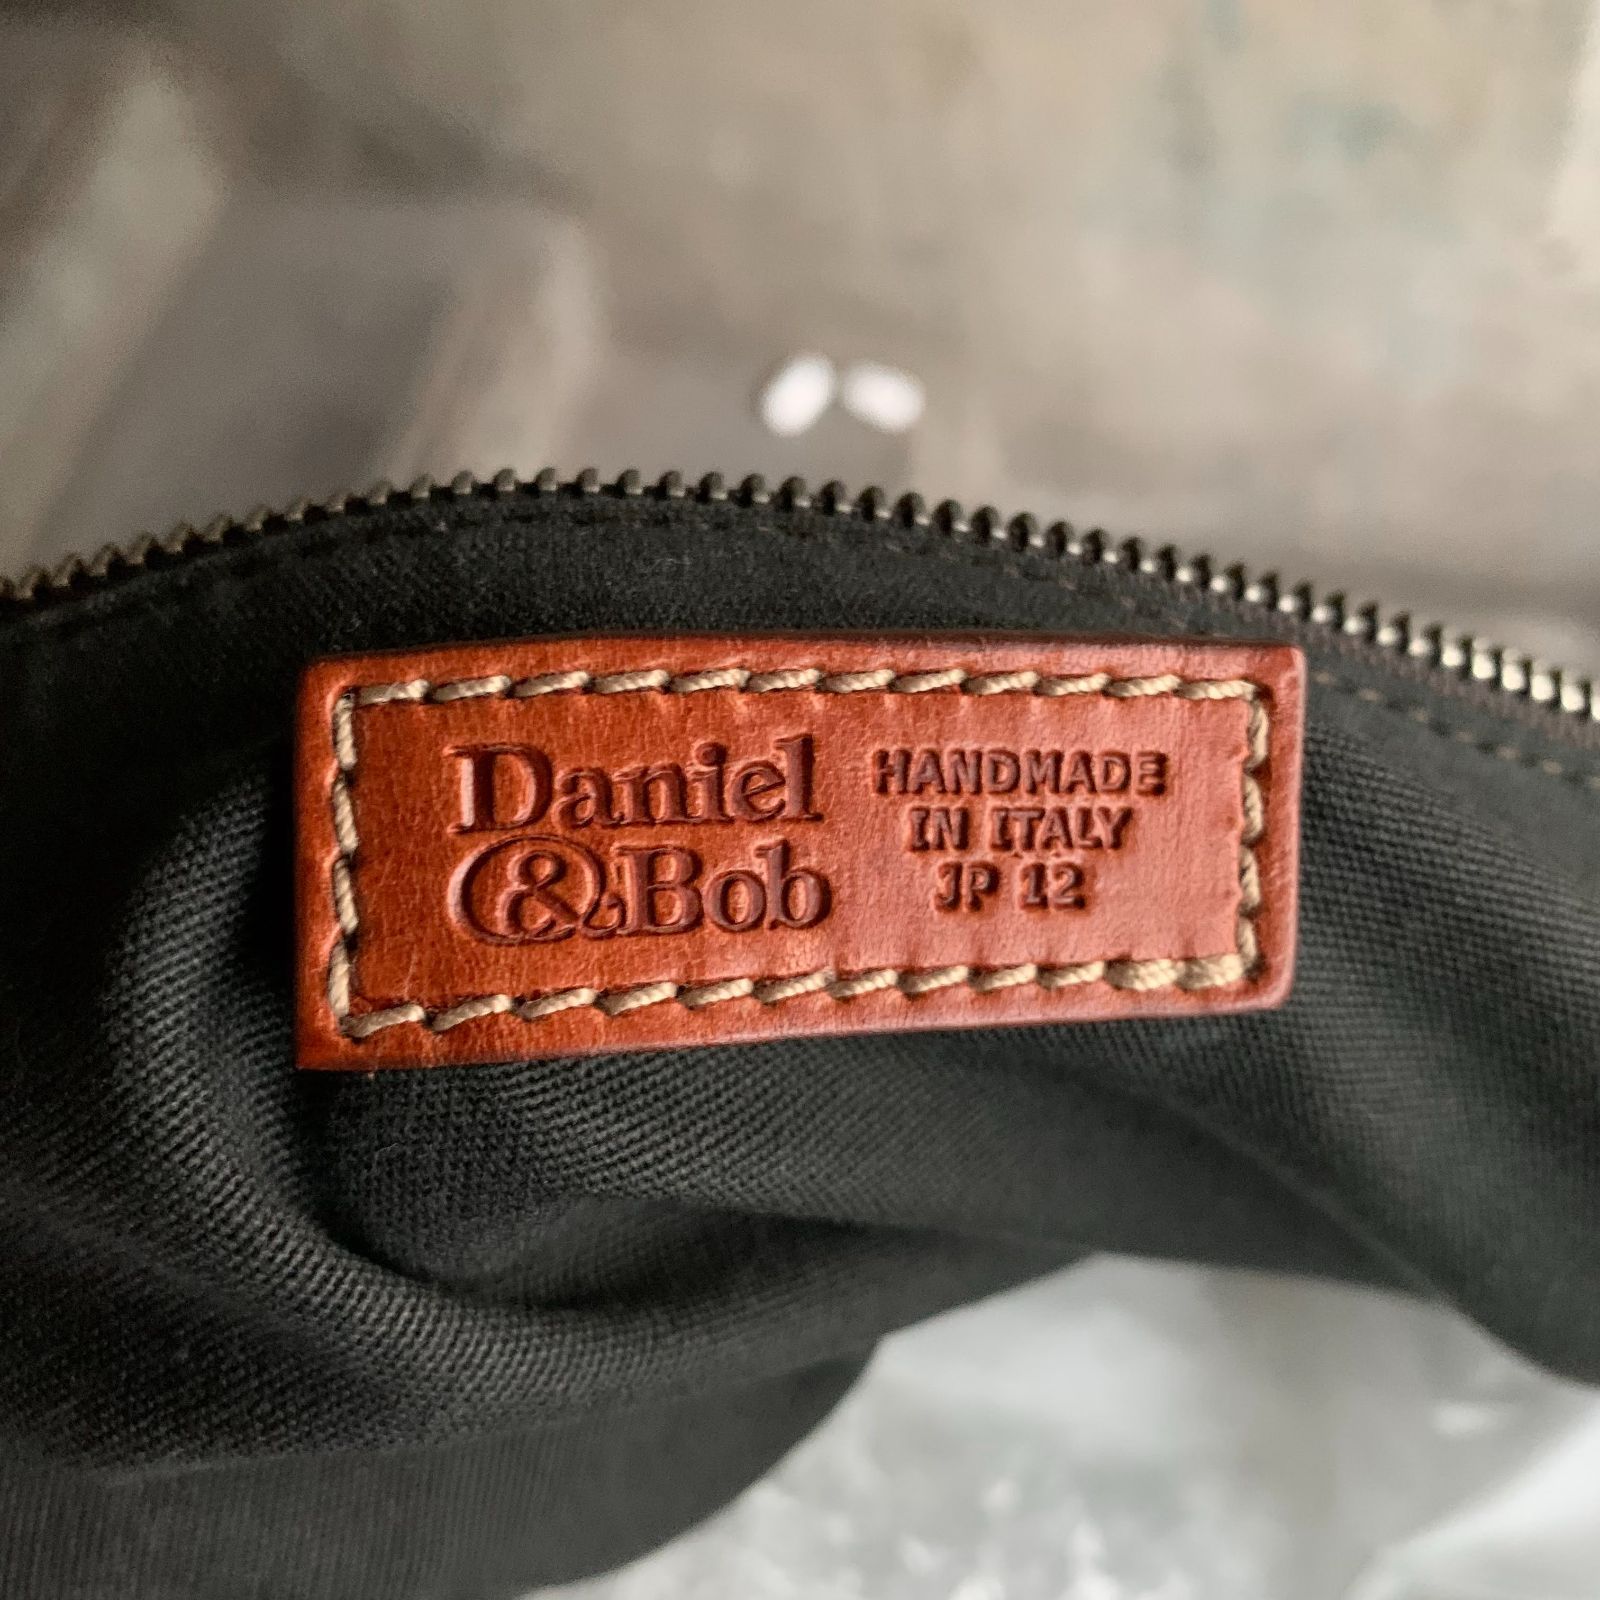 Daniel
&Bob
HANDMADE
IN ITALY
JP 12